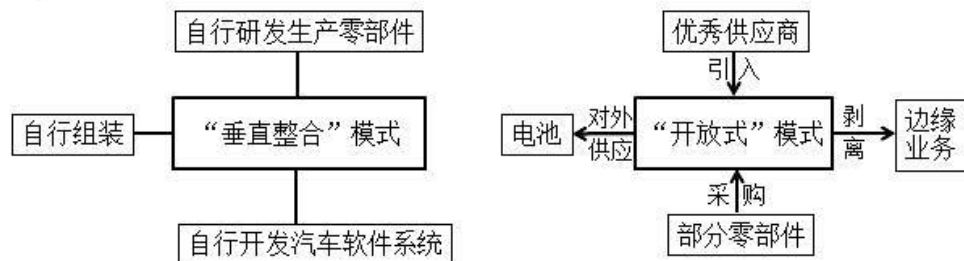 自行研发生产零部件
自行组装
“垂直整合”模式
自行开发汽车软件系统
优秀供应商
引入
电池
对外
供应
“开放式”模式
剥
离
边缘
业务
采购
部分零部件